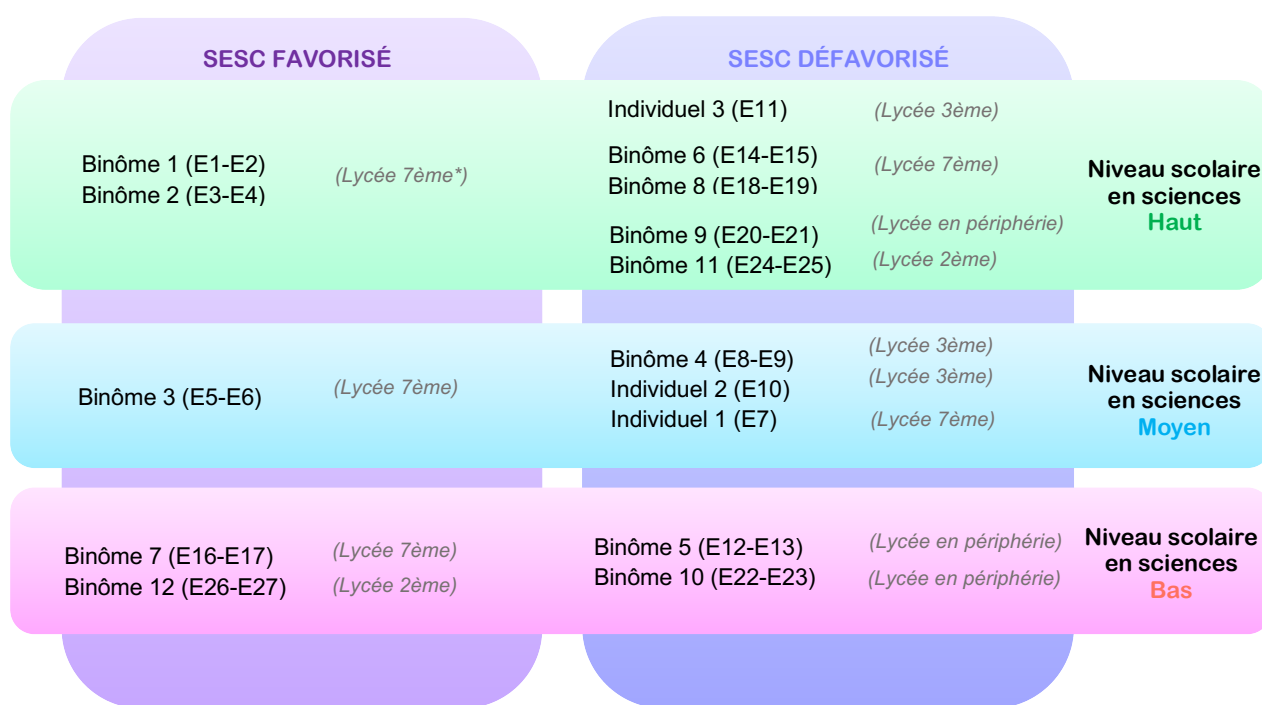 SESC FAVORISÉ
SESC DÉFAVORISÉ
Binôme 1 (E1-E2)
Binôme 2 (E3-E4)
(Lycée 7ème*)
Individuel 3 (E11)
(Lycée 3ème)
Binôme 6 (E14-E15)
Binôme 8 (E18-E19)
(Lycée 7ème)
Binôme 9 (E20-E21)
(Lycée en périphérie)
Binôme 11 (E24-E25)
(Lycée 2ème)
Niveau scolaire
en sciences
Haut
Binôme 3 (E5-E6)
(Lycée 7ème)
Binôme 4 (E8-E9)
(Lycée 3ème)
Individuel 2 (E10)
(Lycée 3ème)
Individuel 1 (E7)
(Lycée 7ème)
Niveau scolaire
en sciences
Moyen
Binôme 7 (E16-E17)
(Lycée 7ème)
Binôme 12 (E26-E27)
(Lycée 2ème)
Binôme 5 (E12-E13)
(Lycée en périphérie)
Binôme 10 (E22-E23)
(Lycée en périphérie)
Niveau scolaire
en sciences
Bas